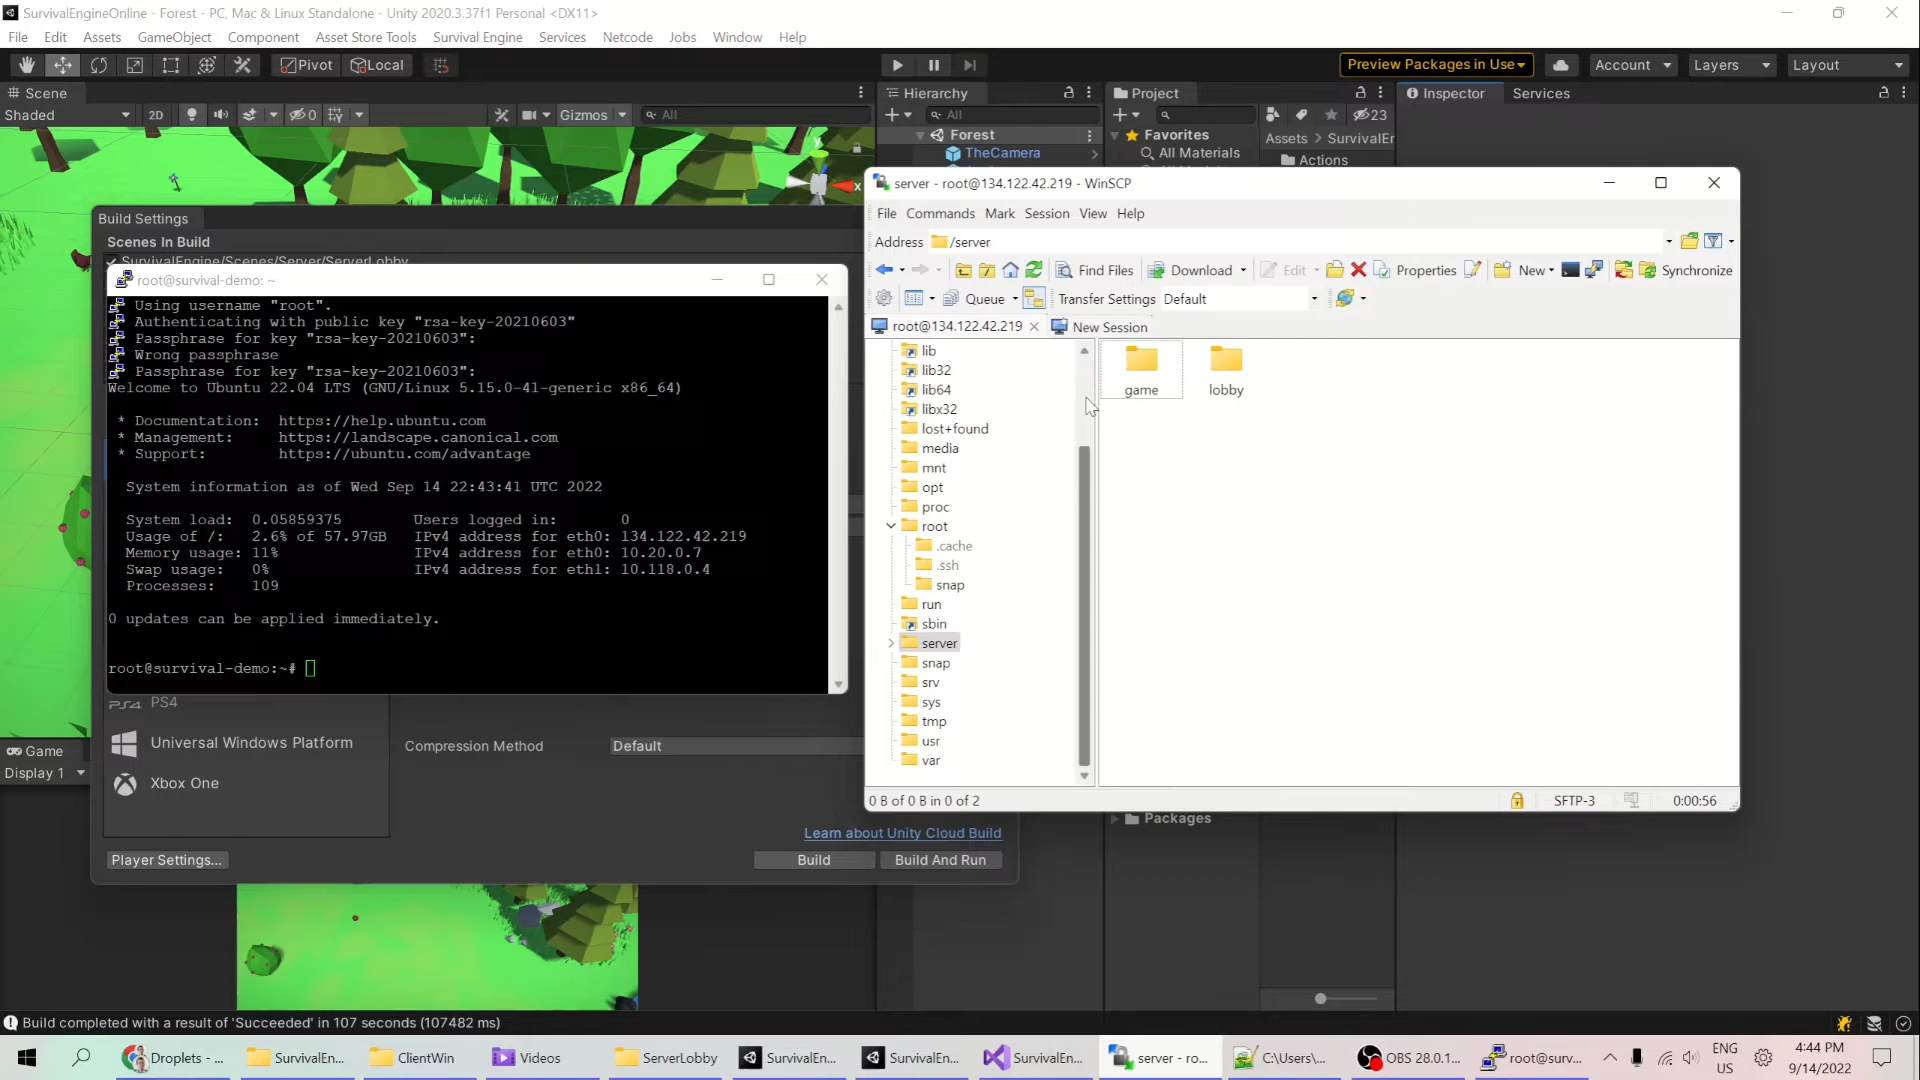 SurvivalEngineOnline - Forest - PC, Mac & Linux Standalone - Unity 2020.3.37f1 Personal <DX11>
File Edit Assets GameObject Component Asset Store Tools Survival Engine Services Netcode Jobs Window Help
Pivot Local Preview Packages in Use Account Layers Layout
Scene
Shaded 2D 0 Gizmos All
Hierarchy
All
Forest
TheCamera
Project
23
Favorites
All Materials
Assets SurvivalEr
Actions
Packages
Inspector Services
Build Settings
Scenes In Build
SurvivalEngine/Scenes/Server/ServerLobby
root@survival-demo: ~
Using username "root".
Authenticating with public key "rsa-key-20210603"
Passphrase for key "rsa-key-20210603":
Wrong passphrase
Passphrase for key "rsa-key-20210603":
Welcome to Ubuntu 22.04 LTS (GNU/Linux 5.15.0-41-generic x86_64)
* Documentation: https://help.ubuntu.com
* Management: https://landscape.canonical.com
* Support: https://ubuntu.com/advantage
System information as of Wed Sep 14 22:43:41 UTC 2022
System load: 0.05859375 Users logged in: 0
Usage of /: 2.6% of 57.97GB IPv4 address for eth0: 134.122.42.219
Memory usage: 11% IPv4 address for eth0: 10.20.0.7
Swap usage: 0% IPv4 address for eth1: 10.118.0.4
Processes: 109
0 updates can be applied immediately.
root@survival-demo:~#
PS4
Universal Windows Platform
Xbox One
Compression Method Default
Learn about Unity Cloud Build
Player Settings... Build Build And Run
Game
Display 1
server - root@134.122.42.219 - WinSCP
File Commands Mark Session View Help
Address /server
Find Files Download Edit Properties New Synchronize
Queue Transfer Settings Default
root@134.122.42.219 New Session
lib
lib32
lib64
libx32
lost+found
media
mnt
opt
proc
root
.cache
.ssh
snap
run
sbin
server
snap
srv
sys
tmp
usr
var
game lobby
0 B of 0 B in 0 of 2 SFTP-3 0:00:56
Build completed with a result of 'Succeeded' in 107 seconds (107482 ms)
Droplets - ... SurvivalEn... ClientWin Videos ServerLobby SurvivalEn... SurvivalEn... SurvivalEn... server - ro... C:\Users\... OBS 28.0.1... root@surv...
ENG
US
4:44 PM
9/14/2022